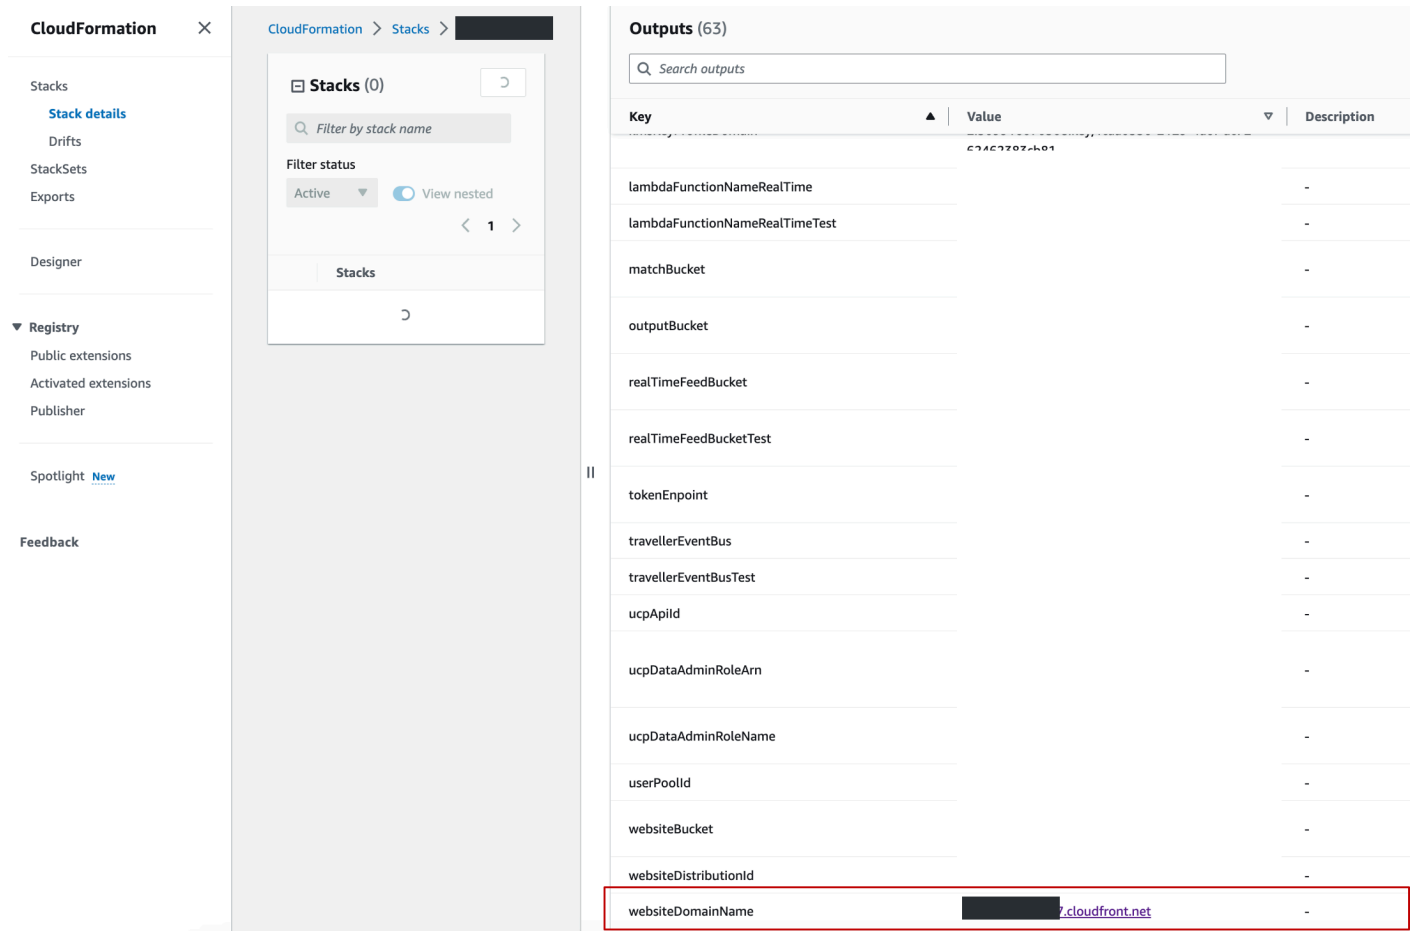 CloudFormation
Stacks
Stack details
Drifts
StackSets
Exports
Designer
Registry
Public extensions
Activated extensions
Publisher
Spotlight New
Feedback
CloudFormation > Stacks >
Stacks (0)
Filter by stack name
Filter status
Active View nested
< 1 >
Stacks
Outputs (63)
Search outputs
Key Value Description
62462383cb81
lambdaFunctionNameRealTime -
lambdaFunctionNameRealTimeTest -
matchBucket -
outputBucket -
realTimeFeedBucket -
realTimeFeedBucketTest -
tokenEnpoint -
travellerEventBus -
travellerEventBusTest -
ucpApiId -
ucpDataAdminRoleArn -
ucpDataAdminRoleName -
userPoolId -
websiteBucket -
websiteDistributionId -
websiteDomainName 7.cloudfront.net -